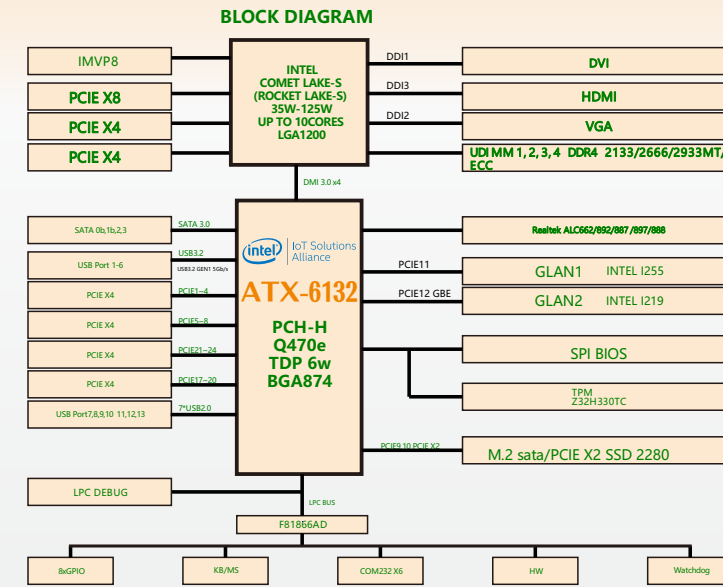 BLOCK DIAGRAM
IMVP8
PCIE X8
PCIE X4
PCIE X4
INTEL
COMET LAKE-S
(ROCKET LAKE-S)
35W-125W
UP TO 10CORES
LGA1200
DDI1
DVI
DDI3
HDMI
DDI2
VGA
UDIMM 1, 2, 3, 4 DDR4 2133/2666/2933MT/
ECC
DMI 3.0 x4
SATA 0b,1b,2,3
SATA 3.0
USB Port 1-6
USB3.2
USB3.2 GEN1 5Gb/s
PCIE X4
PCIE1~4
PCIE X4
PCIE5~8
PCIE X4
PCIE21~24
PCIE X4
PCIE17~20
USB Port7,8,9,10 11,12,13
7*USB2.0
intel IoT Solutions
Alliance
ATX-6132
PCH-H
Q470e
TDP 6w
BGA874
Realtek ALC662/892/887 /897/888
PCIE11
GLAN1 INTEL I255
PCIE12 GBE
GLAN2 INTEL I219
SPI BIOS
TPM
Z32H330TC
PCIE9,10 PCIE X2
M.2 sata/PCIE X2 SSD 2280
LPC DEBUG
LPC BUS
F81866AD
8xGPIO
KB/MS
COM232 X6
HW
Watchdog